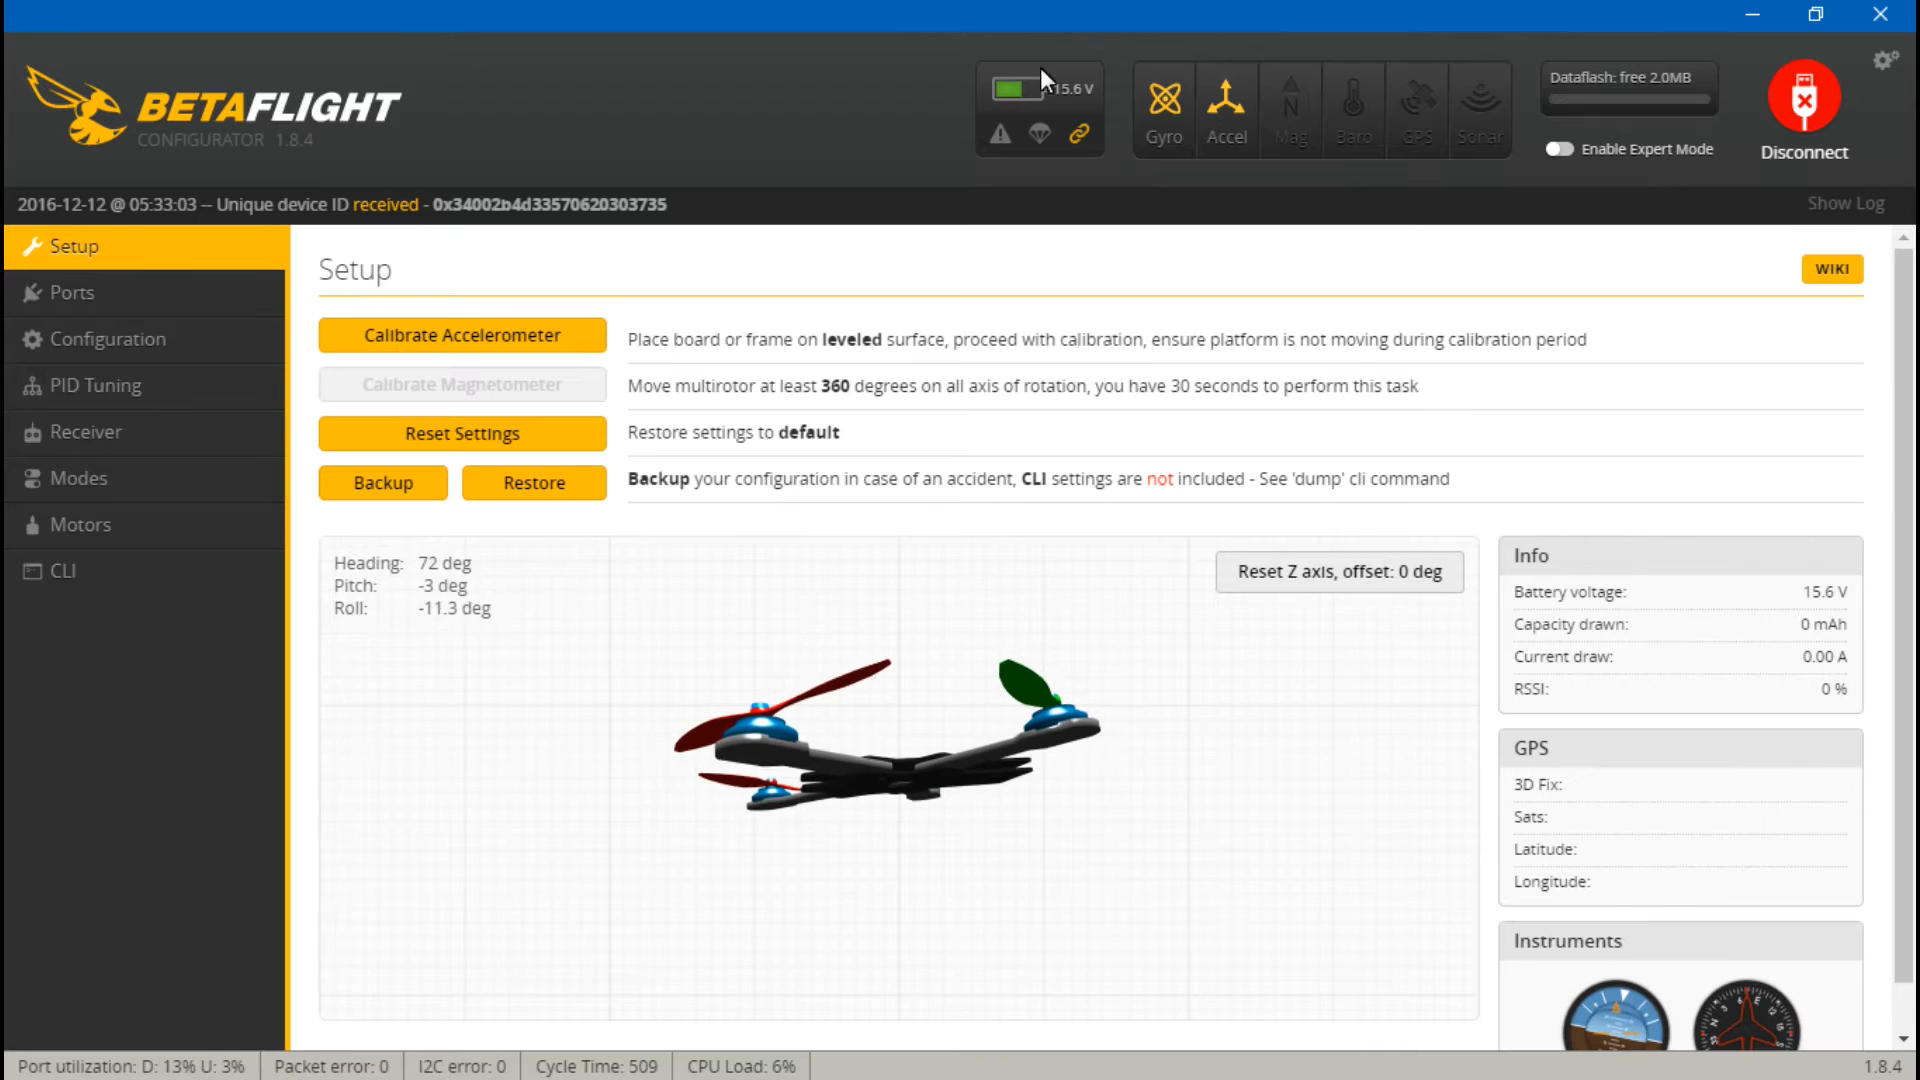 BETAFLIGHT
CONFIGURATOR 1.8.4
15.6 V
Gyro
Accel
Mag
Baro
GPS
Sonar
Dataflash: free 2.0MB
Enable Expert Mode
Disconnect
2016-12-12 @ 05:33:03 -- Unique device ID received - 0x34002b4d33570620303735
Show Log
Setup
Ports
Configuration
PID Tuning
Receiver
Modes
Motors
CLI
Setup
WIKI
Calibrate Accelerometer
Place board or frame on leveled surface, proceed with calibration, ensure platform is not moving during calibration period
Calibrate Magnetometer
Move multirotor at least 360 degrees on all axis of rotation, you have 30 seconds to perform this task
Reset Settings
Restore settings to default
Backup
Restore
Backup your configuration in case of an accident, CLI settings are not included - See 'dump' cli command
Heading: 72 deg
Pitch: -3 deg
Roll: -11.3 deg
Reset Z axis, offset: 0 deg
Info
Battery voltage: 15.6 V
Capacity drawn: 0 mAh
Current draw: 0.00 A
RSSI: 0 %
GPS
3D Fix:
Sats:
Latitude:
Longitude:
Instruments
Port utilization: D: 13% U: 3%
Packet error: 0
I2C error: 0
Cycle Time: 509
CPU Load: 6%
1.8.4